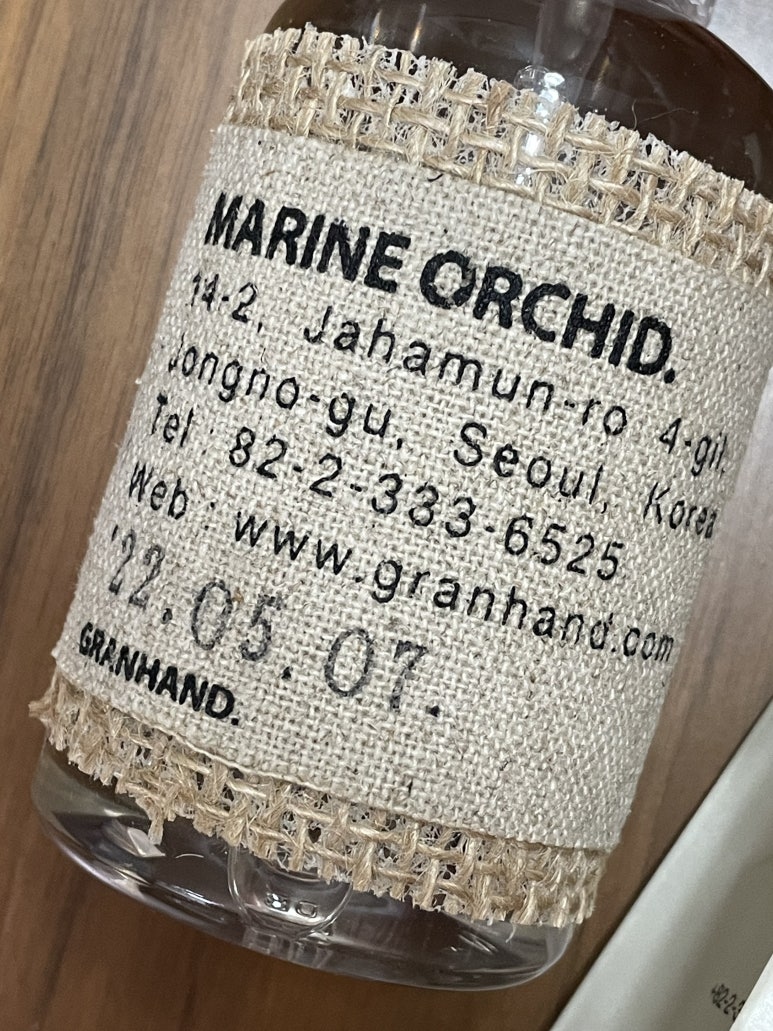 MARINE ORCHID.
14-2, Jahamun-ro 4-gil,
Jongno-gu, Seoul, Korea
Tel : 82-2-333-6525
Web : www.granhand.com
'22.05.07.
GRANHAND.